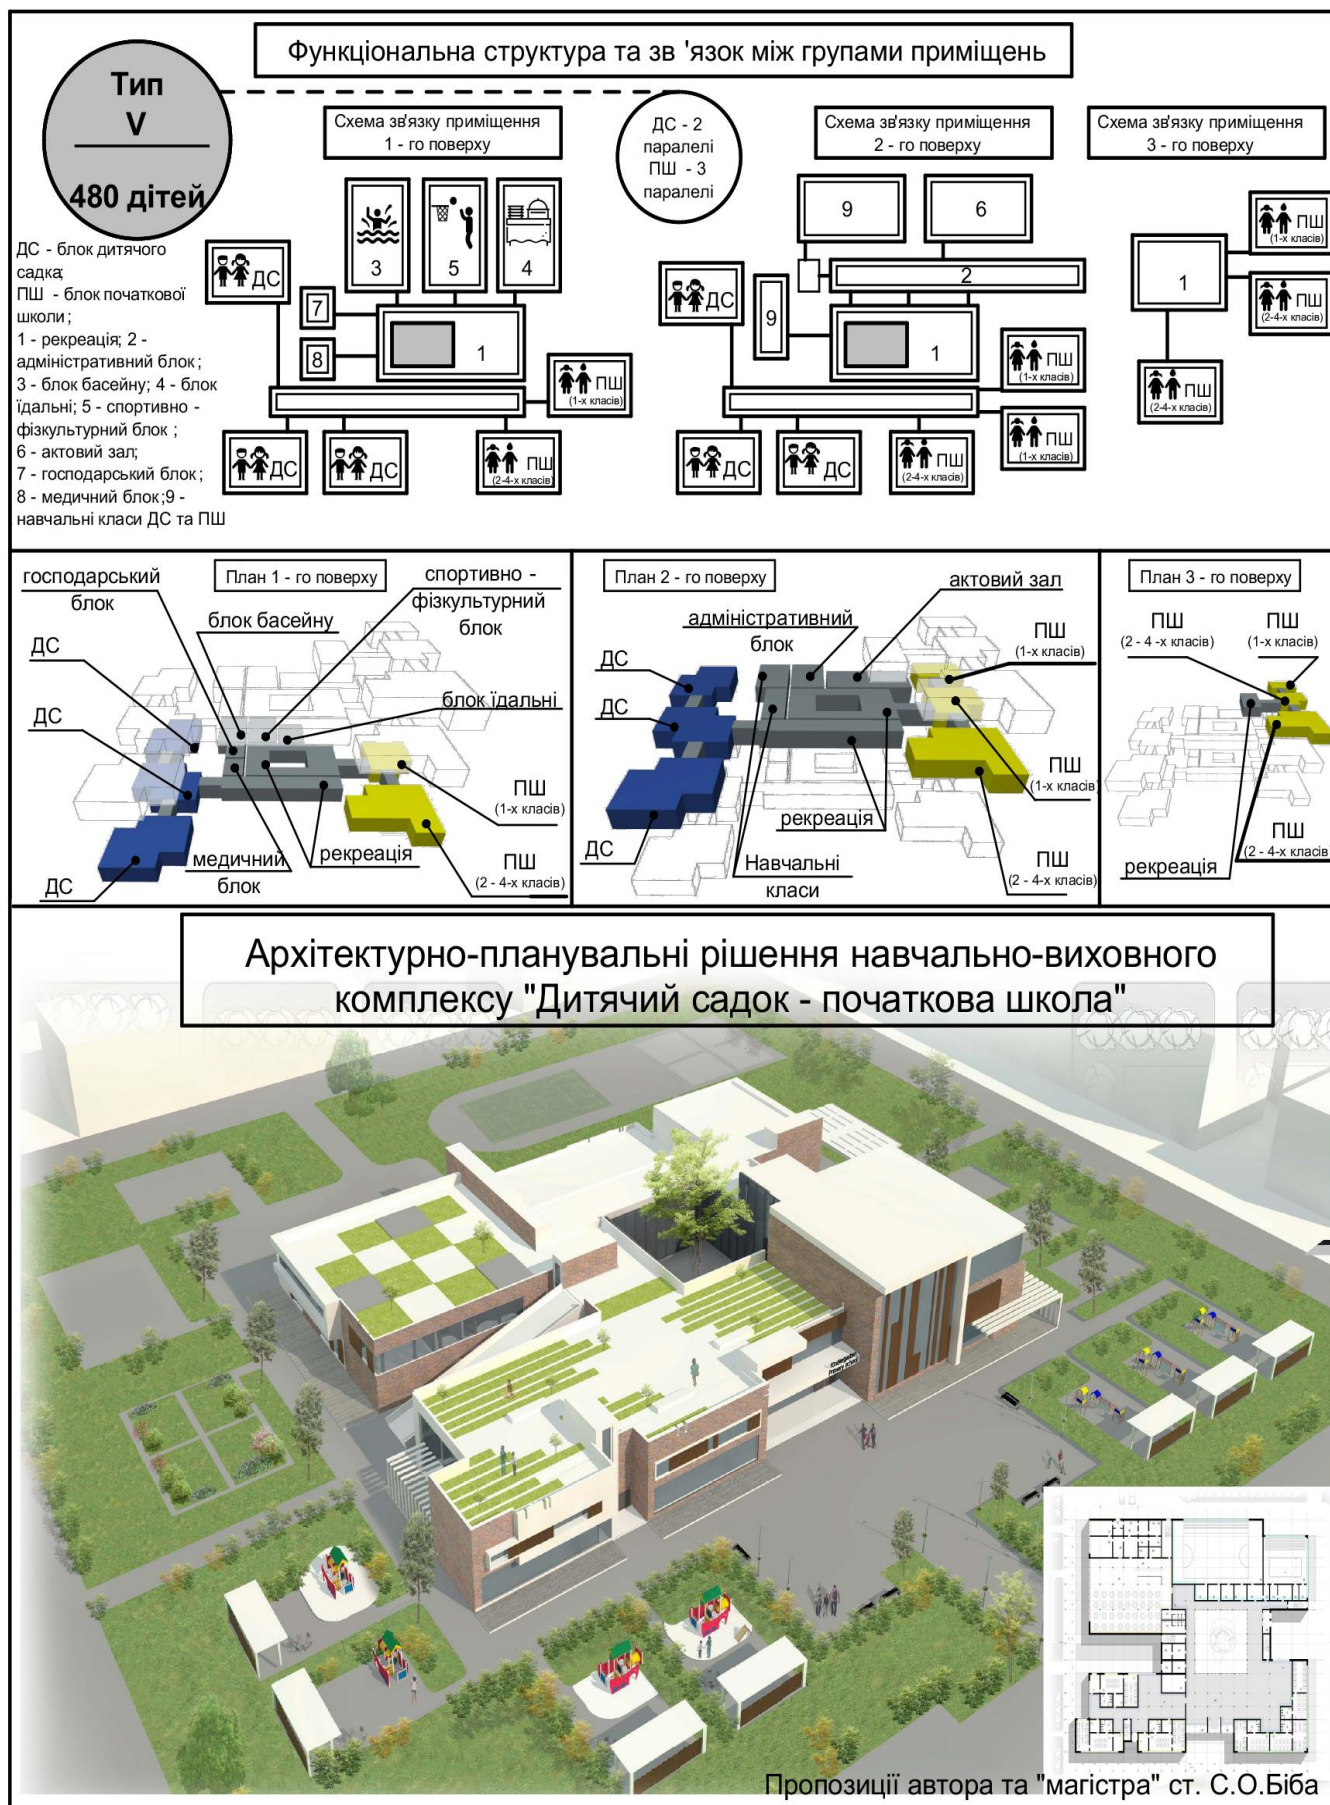 Функціональна структура та зв 'язок між групами приміщень
Тип
V
480 дітей
Схема зв'язку приміщення
1 - го поверху
ДС - 2
паралелі
ПШ - 3
паралелі
Схема зв'язку приміщення
2 - го поверху
Схема зв'язку приміщення
3 - го поверху
ДС - блок дитячого
садка;
ПШ - блок початкової
школи;
1 - рекреація; 2 -
адміністративний блок;
3 - блок басейну; 4 - блок
їдальні; 5 - спортивно -
фізкультурний блок ;
6 - актовий зал;
7 - господарський блок;
8 - медичний блок;9 -
навчальні класи ДС та ПШ
ДС
3
5
4
7
8
1
ПШ
(1-х класів)
ДС
ДС
ПШ
(2-4-х класів)
9
6
ДС
2
9
1
ПШ
(1-х класів)
ПШ
(1-х класів)
ДС
ДС
ПШ
(2-4-х класів)
1
ПШ
(1-х класів)
ПШ
(2-4-х класів)
ПШ
(2-4-х класів)
План 1 - го поверху
господарський
блок
спортивно -
фізкультурний
блок
блок басейну
ДС
ДС
блок їдальні
ПШ
(1-х класів)
рекреація
медичний
блок
ПШ
(2 - 4-х класів)
ДС
План 2 - го поверху
актовий зал
адміністративний
блок
ПШ
(1-х класів)
ДС
ДС
ПШ
(1-х класів)
рекреація
ДС
Навчальні
класи
ПШ
(2 - 4-х класів)
План 3 - го поверху
ПШ
(2 - 4 -х класів)
ПШ
(1-х класів)
ПШ
(2 - 4-х класів
рекреація
Архітектурно-планувальні рішення навчально-виховного
комплексу "Дитячий садок - початкова школа"
Kindergarten
Primary School
Пропозиції автора та "магістра" ст. С.О.Біба